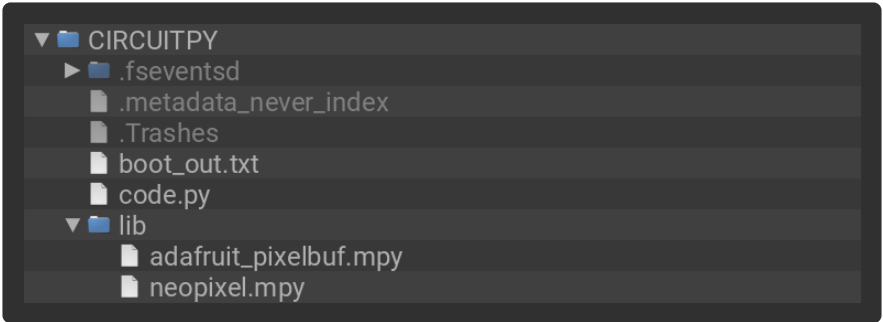 CIRCUITPY
.fseventsd
.metadata_never_index
.Trashes
boot_out.txt
code.py
lib
adafruit_pixelbuf.mpy
neopixel.mpy